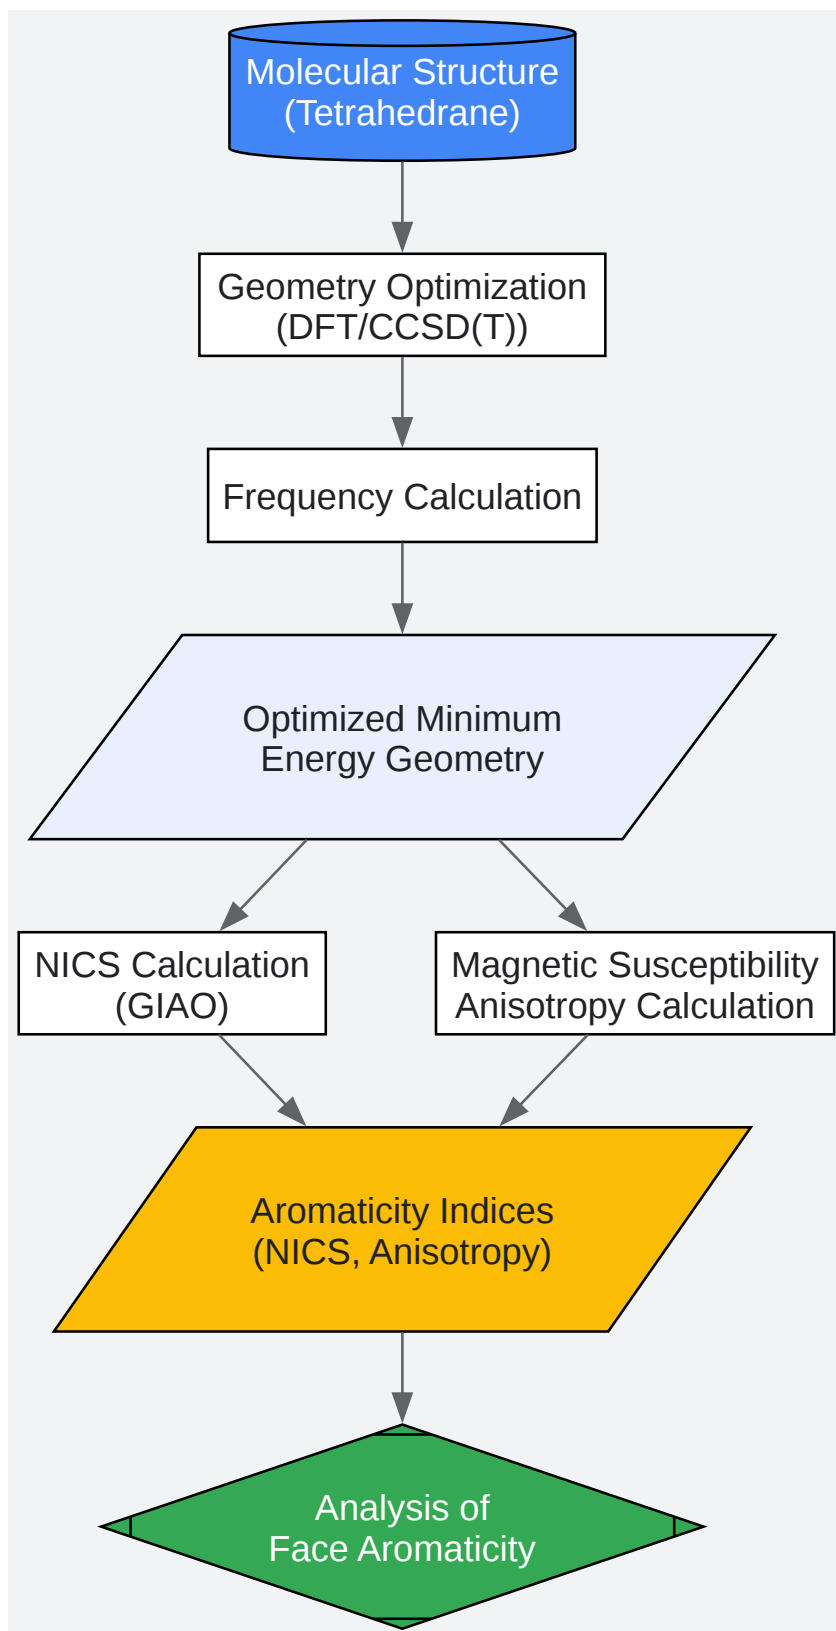 Molecular Structure
(Tetrahedrane)
Geometry Optimization
(DFT/CCSD(T))
Frequency Calculation
Optimized Minimum
Energy Geometry
NICS Calculation
(GIAO)
Magnetic Susceptibility
Anisotropy Calculation
Aromaticity Indices
(NICS, Anisotropy)
Analysis of
Face Aromaticity